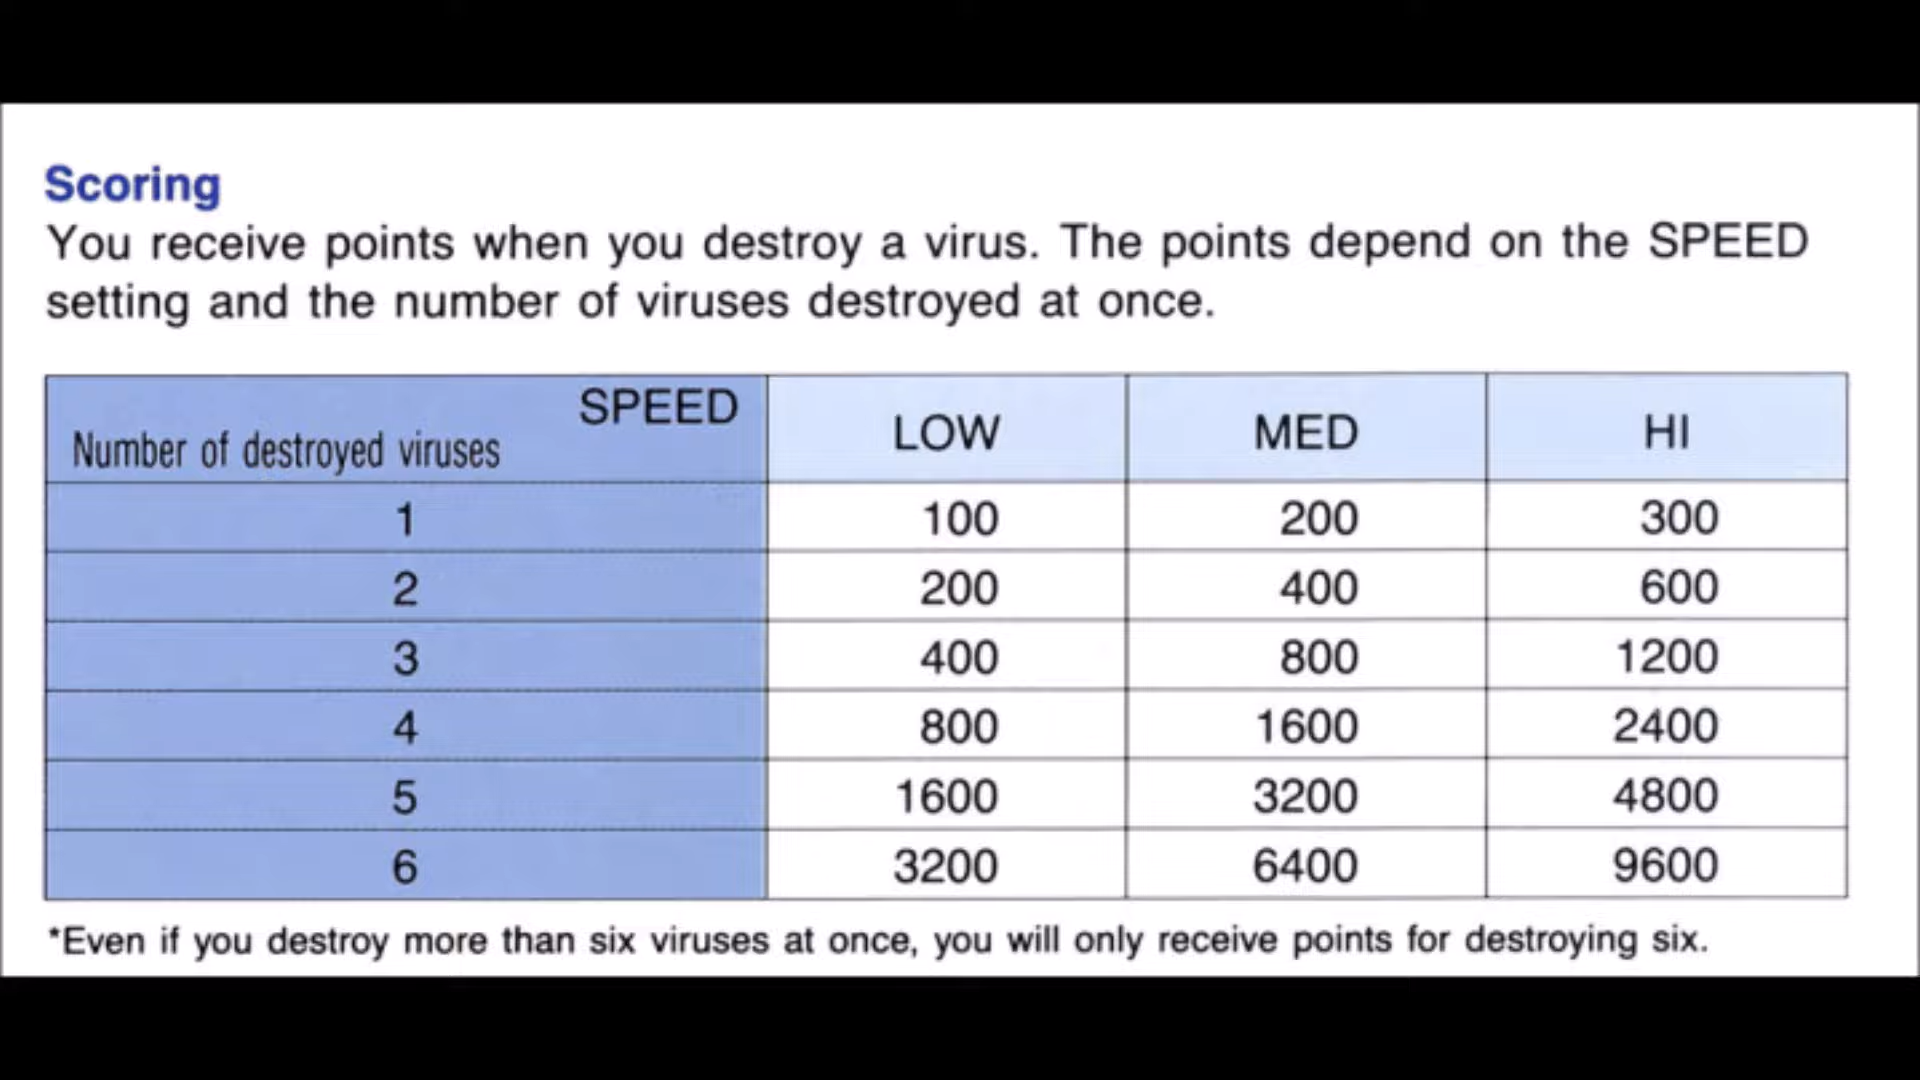 Scoring
You receive points when you destroy a virus. The points depend on the SPEED
setting and the number of viruses destroyed at once.
SPEED
Number of destroyed viruses LOW MED HI
1 100 200 300
2 200 400 600
3 400 800 1200
4 800 1600 2400
5 1600 3200 4800
6 3200 6400 9600
*Even if you destroy more than six viruses at once, you will only receive points for destroying six.